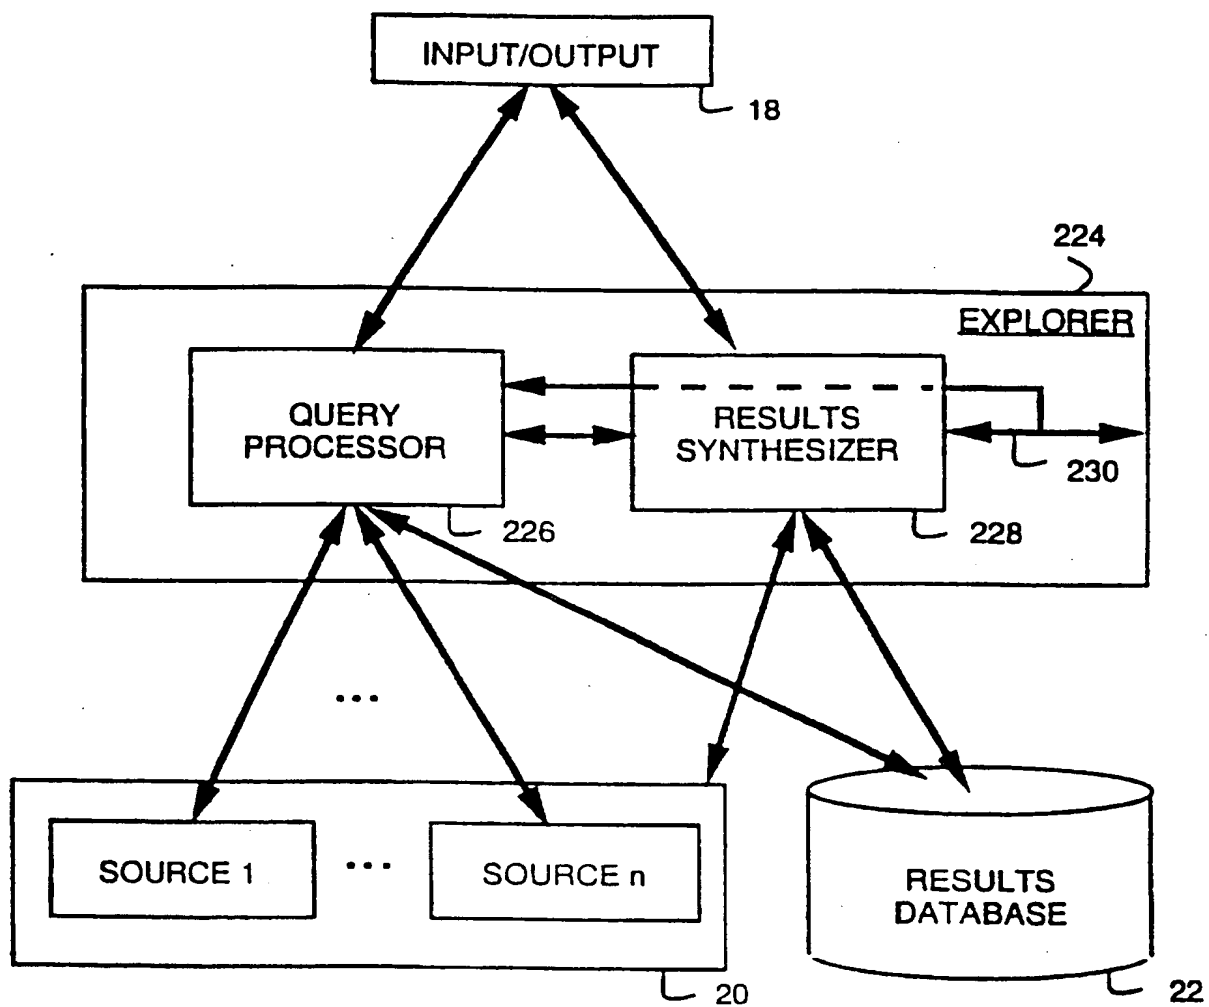 INPUT/OUTPUT
18
224
EXPLORER
QUERY
PROCESSOR
RESULTS
SYNTHESIZER
230
226
228
...
SOURCE 1
...
SOURCE n
RESULTS
DATABASE
20
22